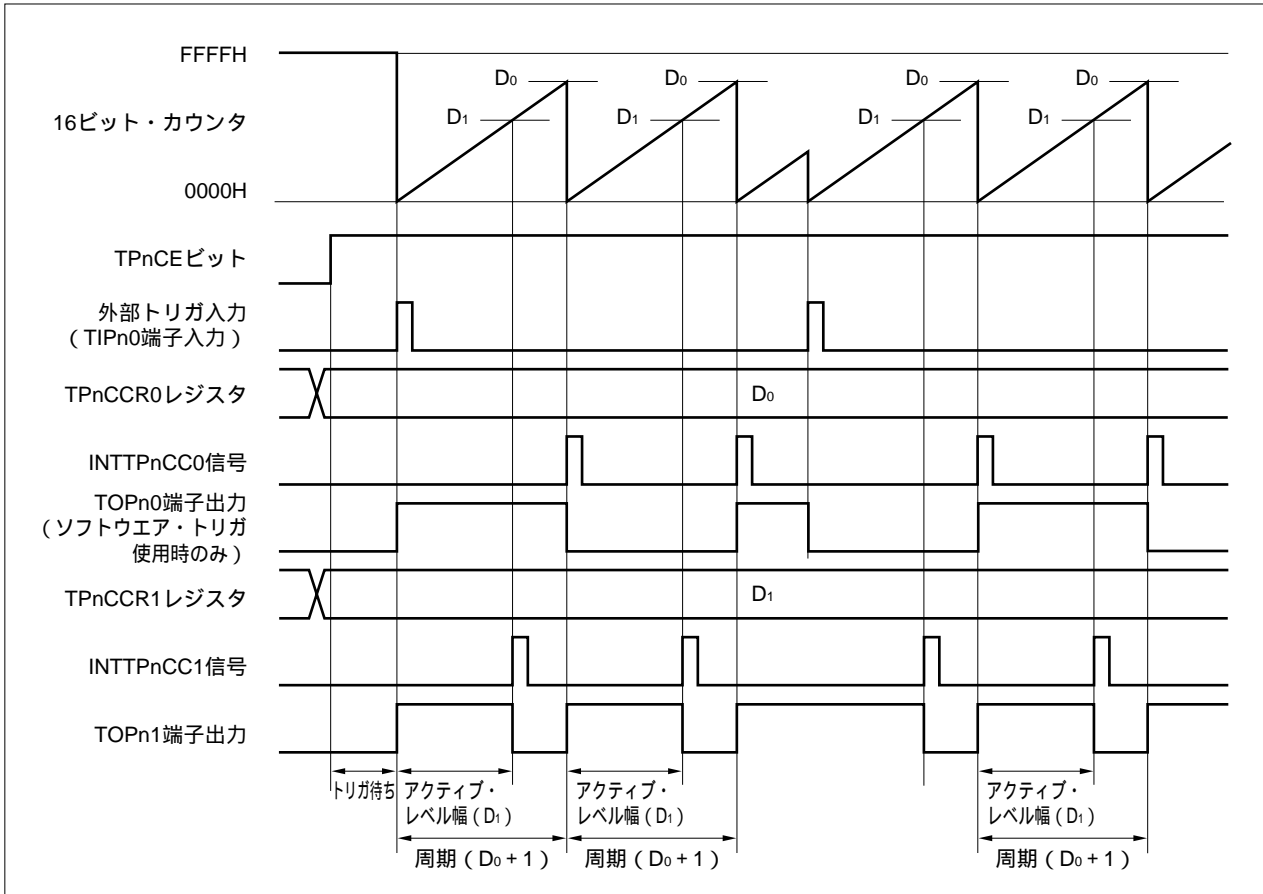 FFFFH
D0 D0 D0 D0
16ビット・カウンタ
D1 D1 D1 D1
0000H
TPnCEビット
外部トリガ入力
（TIPn0端子入力）
TPnCCR0レジスタ
D0
INTTPnCC0信号
TOPn0端子出力
（ソフトウエア・トリガ
使用時のみ）
TPnCCR1レジスタ
D1
INTTPnCC1信号
TOPn1端子出力
トリガ待ち
アクティブ・
レベル幅（D1）
アクティブ・
レベル幅（D1）
アクティブ・
レベル幅（D1）
周期（D0 + 1） 周期（D0 + 1） 周期（D0 + 1）